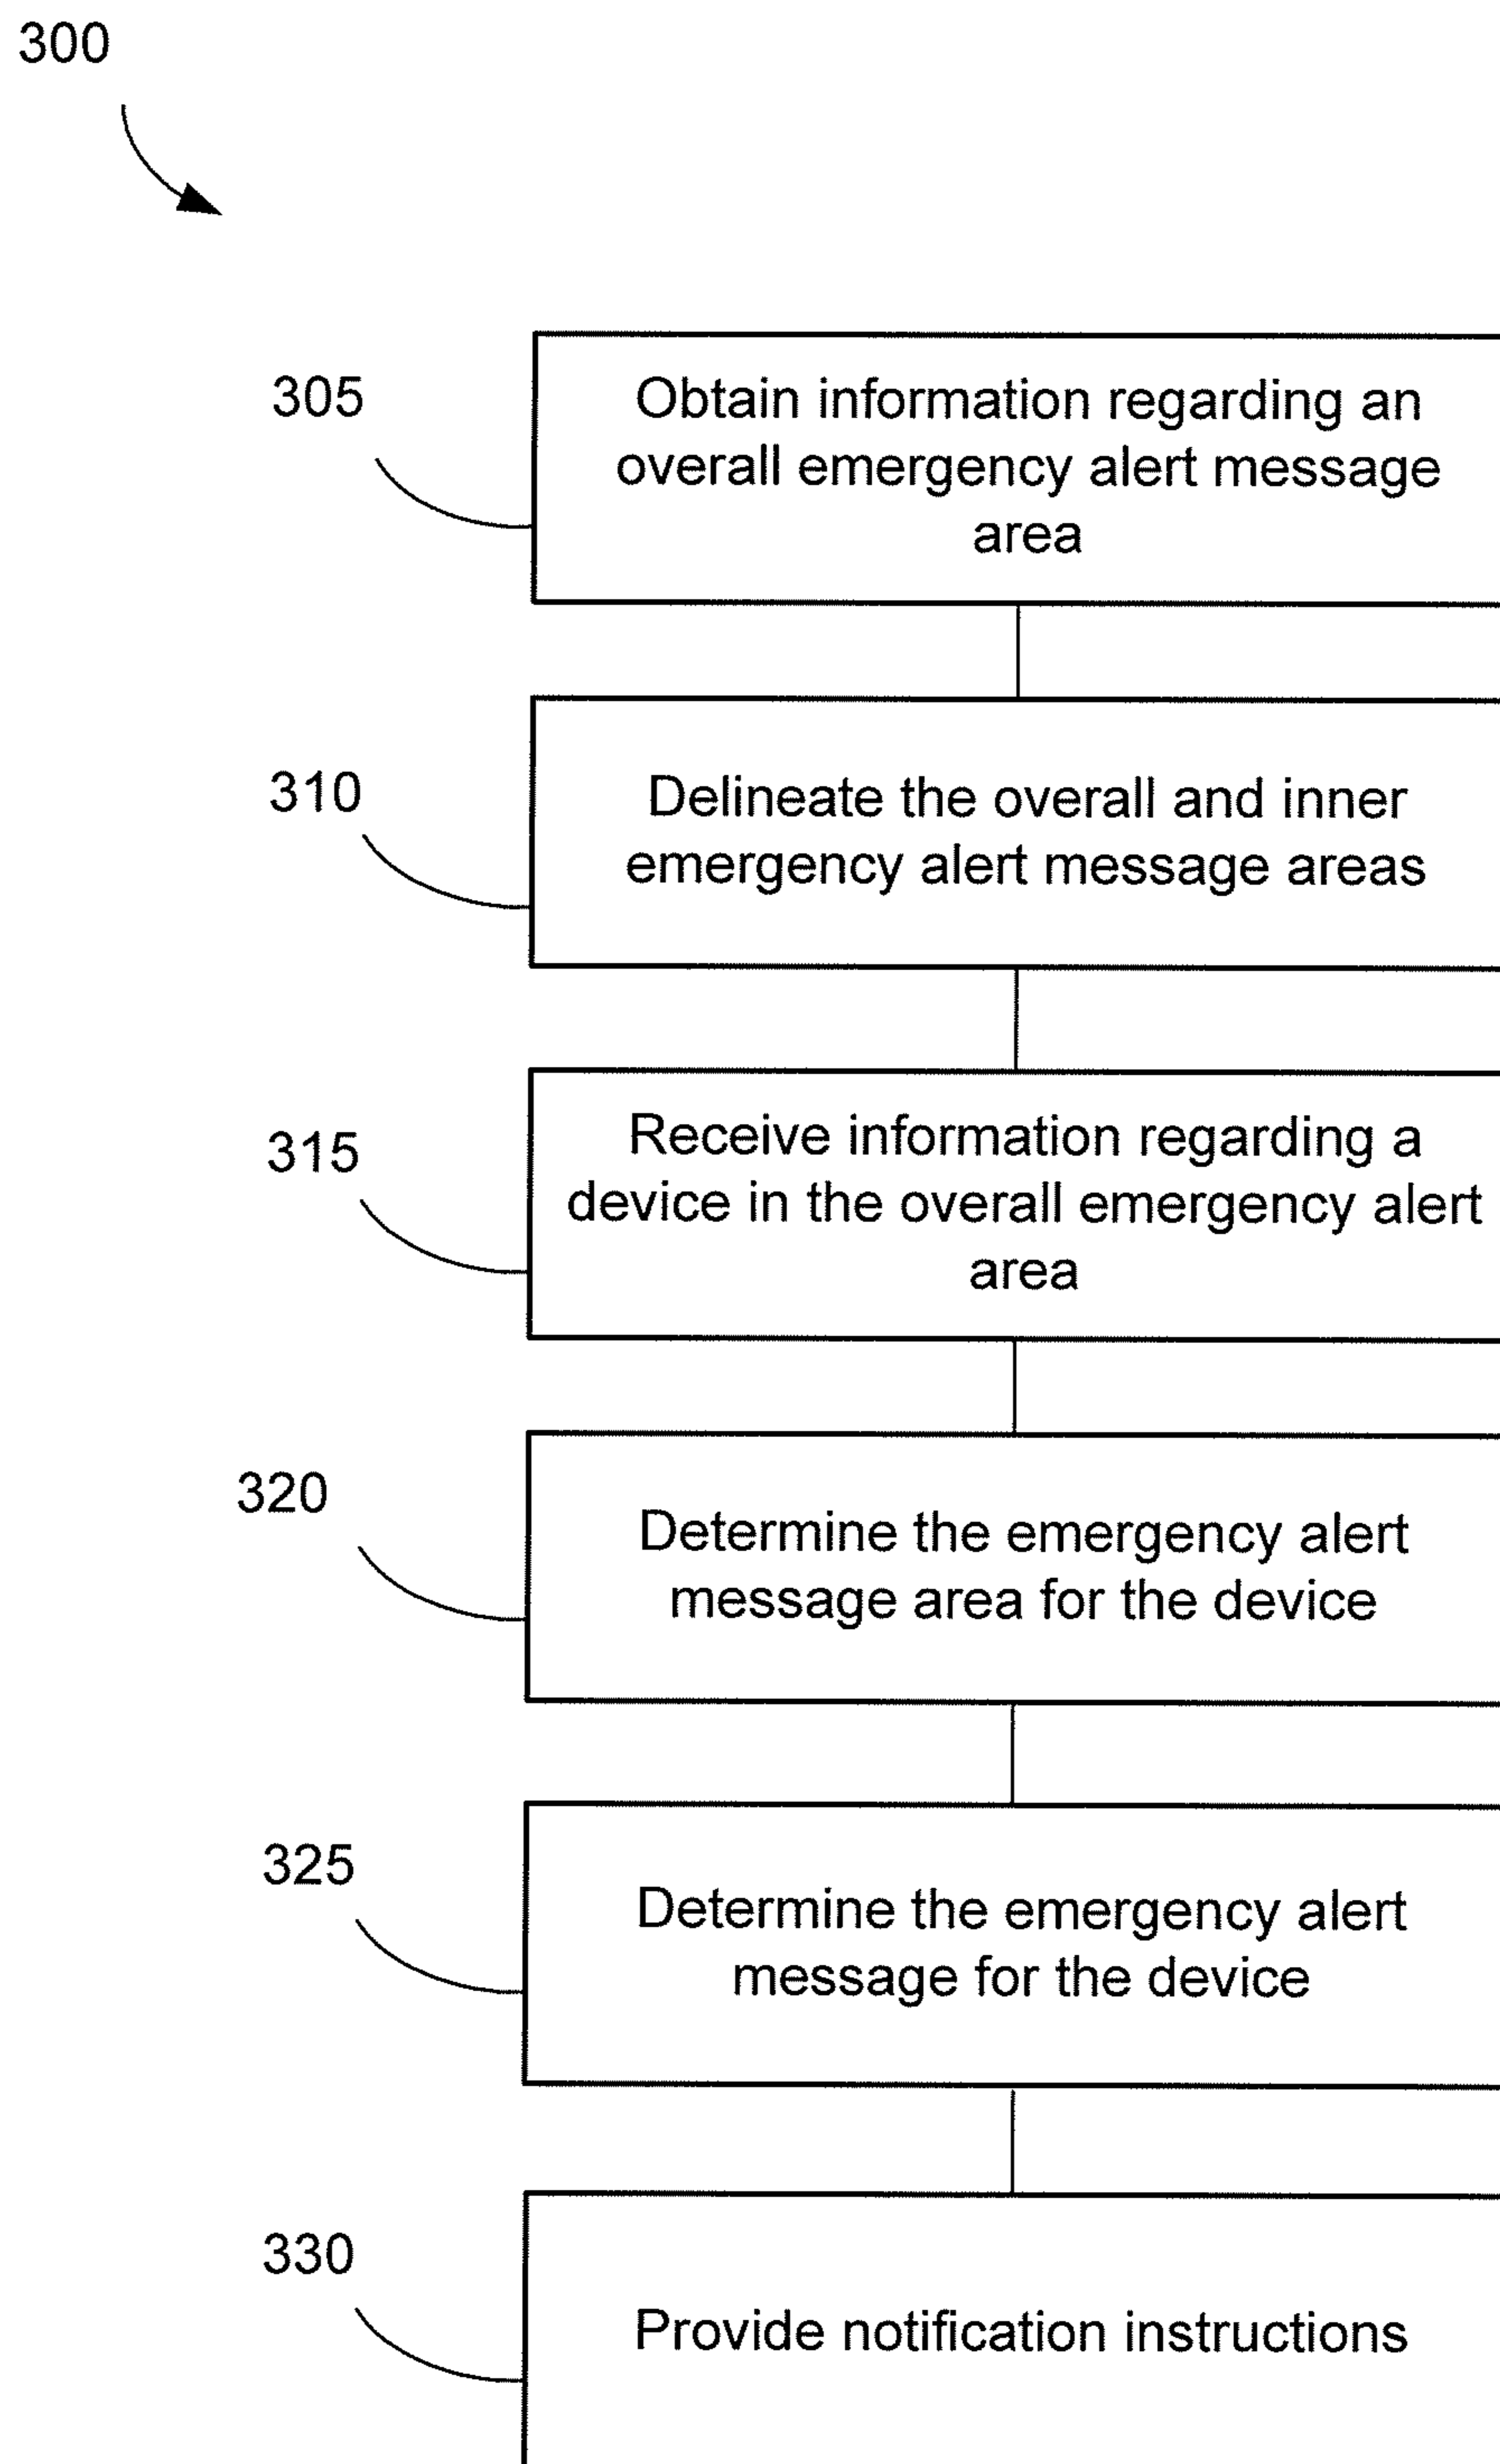 300
305
Obtain information regarding an
overall emergency alert message
area
310
Delineate the overall and inner
emergency alert message areas
315
Receive information regarding a
device in the overall emergency alert
area
320
Determine the emergency alert
message area for the device
325
Determine the emergency alert
message for the device
330
Provide notification instructions